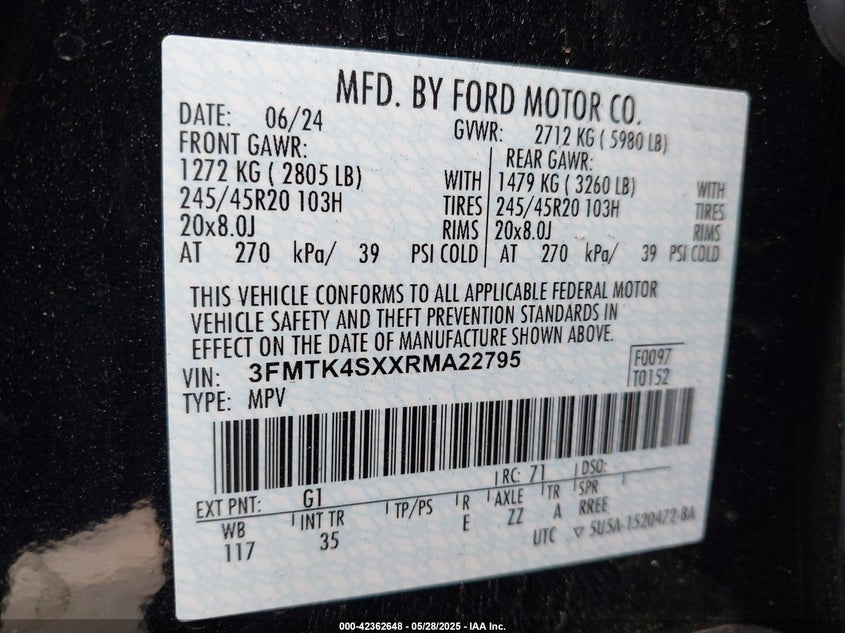 MFD. BY FORD MOTOR CO.
DATE: 06/24 GVWR: 2712 KG ( 5980 LB)
FRONT GAWR: REAR GAWR:
1272 KG ( 2805 LB) WITH 1479 KG ( 3260 LB) WITH
245/45R20 103H TIRES 245/45R20 103H TIRES
20x8.0J RIMS 20x8.0J RIMS
AT 270 kPa/ 39 PSI COLD AT 270 kPa/ 39 PSI COLD
THIS VEHICLE CONFORMS TO ALL APPLICABLE FEDERAL MOTOR
VEHICLE SAFETY AND THEFT PREVENTION STANDARDS IN
EFFECT ON THE DATE OF MANUFACTURE SHOWN ABOVE.
VIN: 3FMTK4SXXRMA22795 F0097
TYPE: MPV T0152
EXT PNT: G1 RC: 71 DSO:
WB INT TR TP/PS R AXLE TR SPR
117 35 E ZZ A RREE
UTC ▽ 5U5A-1520472-BA
000-42362648 - 05/28/2025 - IAA Inc.